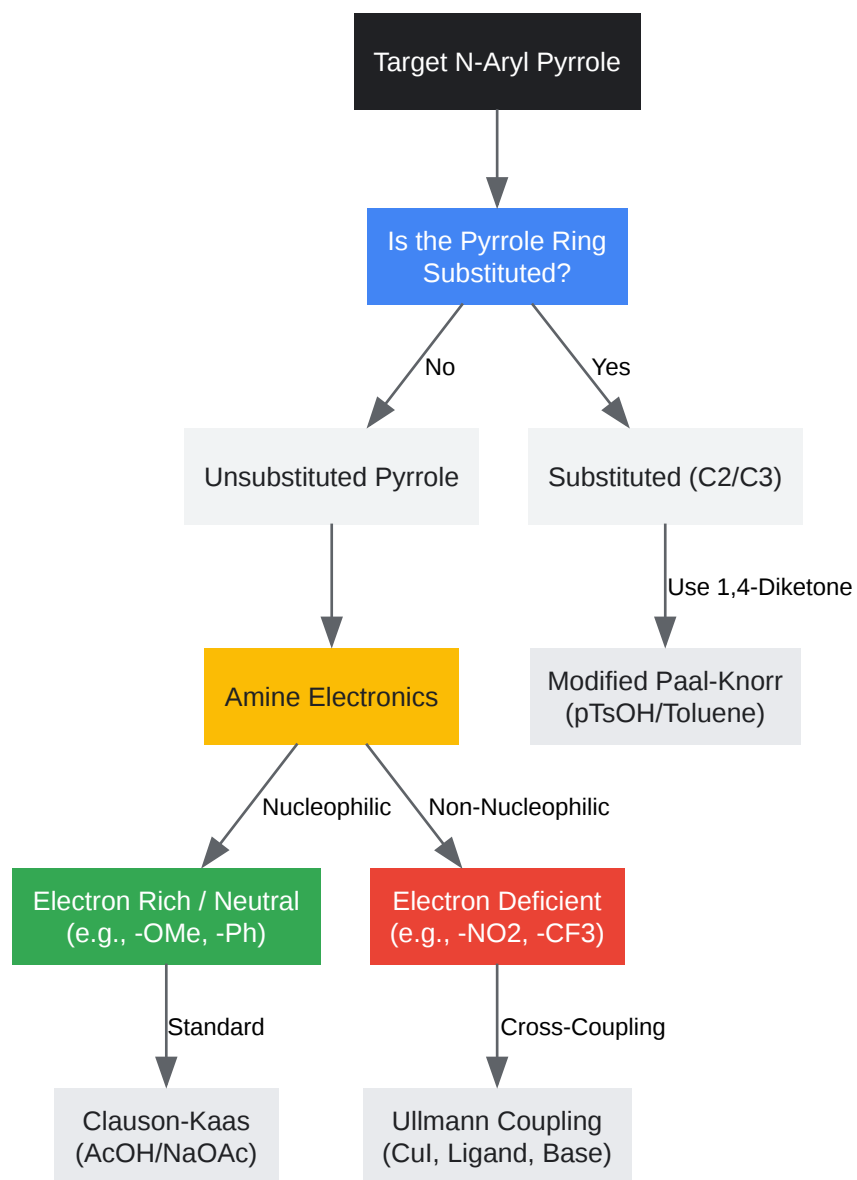 Target N-Aryl Pyrrole
Is the Pyrrole Ring
Substituted?
No
Yes
Unsubstituted Pyrrole
Substituted (C2/C3)
Use 1,4-Diketone
Amine Electronics
Modified Paal-Knorr
(pTsOH/Toluene)
Nucleophilic
Non-Nucleophilic
Electron Rich / Neutral
(e.g., -OMe, -Ph)
Electron Deficient
(e.g., -NO2, -CF3)
Standard
Cross-Coupling
Clauson-Kaas
(AcOH/NaOAc)
Ullmann Coupling
(CuI, Ligand, Base)